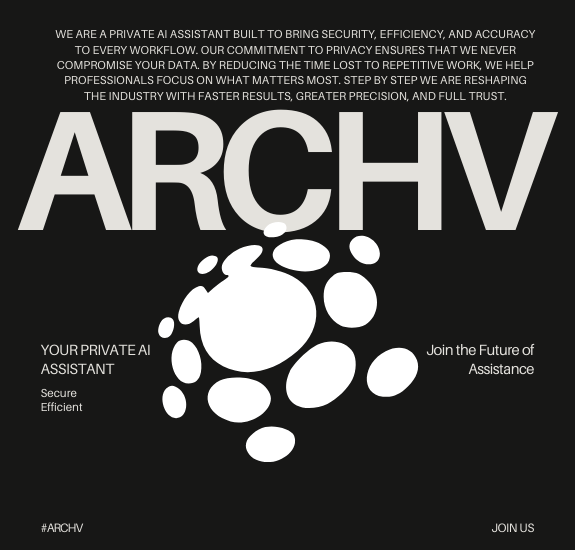 WE ARE A PRIVATE AI ASSISTANT BUILT TO BRING SECURITY, EFFICIENCY, AND ACCURACY
TO EVERY WORKFLOW. OUR COMMITMENT TO PRIVACY ENSURES THAT WE NEVER
COMPROMISE YOUR DATA. BY REDUCING THE TIME LOST TO REPETITIVE WORK, WE HELP
PROFESSIONALS FOCUS ON WHAT MATTERS MOST. STEP BY STEP WE ARE RESHAPING
THE INDUSTRY WITH FASTER RESULTS, GREATER PRECISION, AND FULL TRUST.
ARCHV
YOUR PRIVATE AI
ASSISTANT
Secure
Efficient
Join the Future of
Assistance
#ARCHV
JOIN US